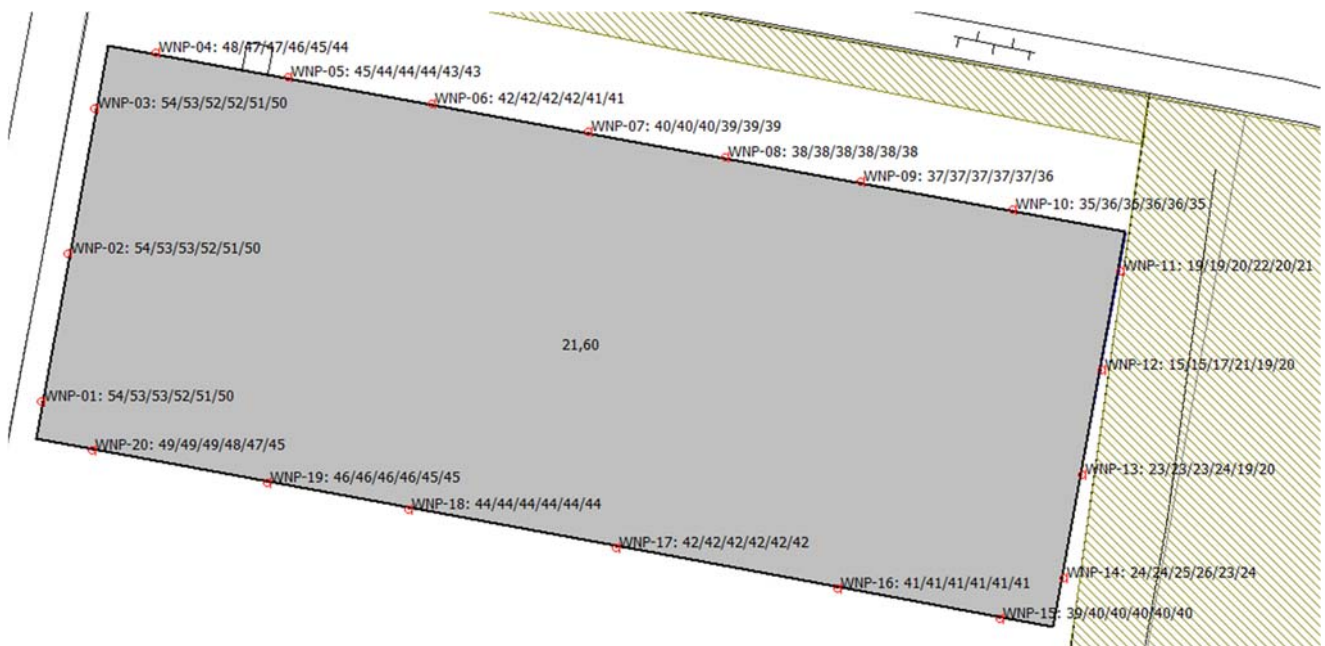 WNP-04: 48/47/47/46/45/44
WNP-05: 45/44/44/44/43/43
WNP-03: 54/53/52/52/51/50
WNP-06: 42/42/42/42/41/41
WNP-07: 40/40/40/39/39/39
WNP-08: 38/38/38/38/38/38
WNP-09: 37/37/37/37/37/36
WNP-10: 35/36/36/36/36/35
WNP-02: 54/53/53/52/51/50
WNP-11: 19/19/20/22/20/21
21,60
WNP-12: 15/15/17/21/19/20
WNP-01: 54/53/53/52/51/50
WNP-20: 49/49/49/48/47/45
WNP-13: 23/23/23/24/19/20
WNP-19: 46/46/46/46/45/45
WNP-18: 44/44/44/44/44/44
WNP-17: 42/42/42/42/42/42
WNP-14: 24/24/25/26/23/24
WNP-16: 41/41/41/41/41/41
WNP-15: 39/40/40/40/40/40